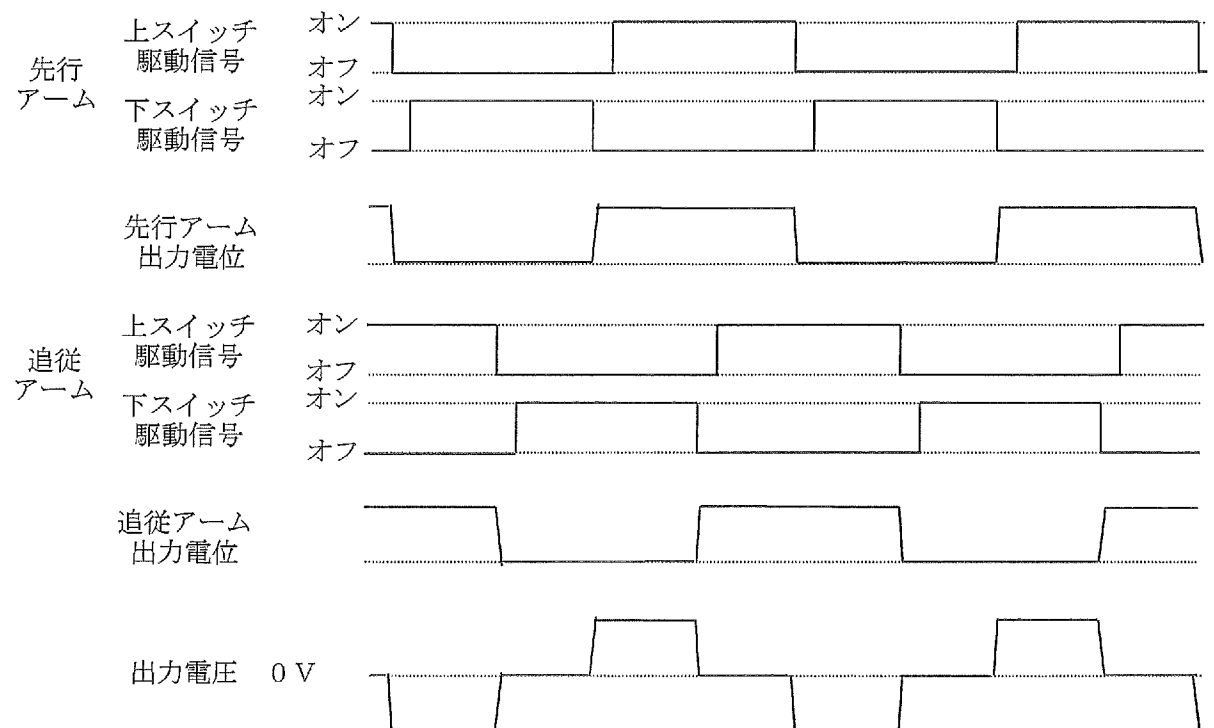 先行
アーム
上スイッチ
駆動信号
オン
オフ
下スイッチ
駆動信号
オン
オフ
先行アーム
出力電位
追従
アーム
上スイッチ
駆動信号
オン
オフ
下スイッチ
駆動信号
オン
オフ
追従アーム
出力電位
出力電圧 0V